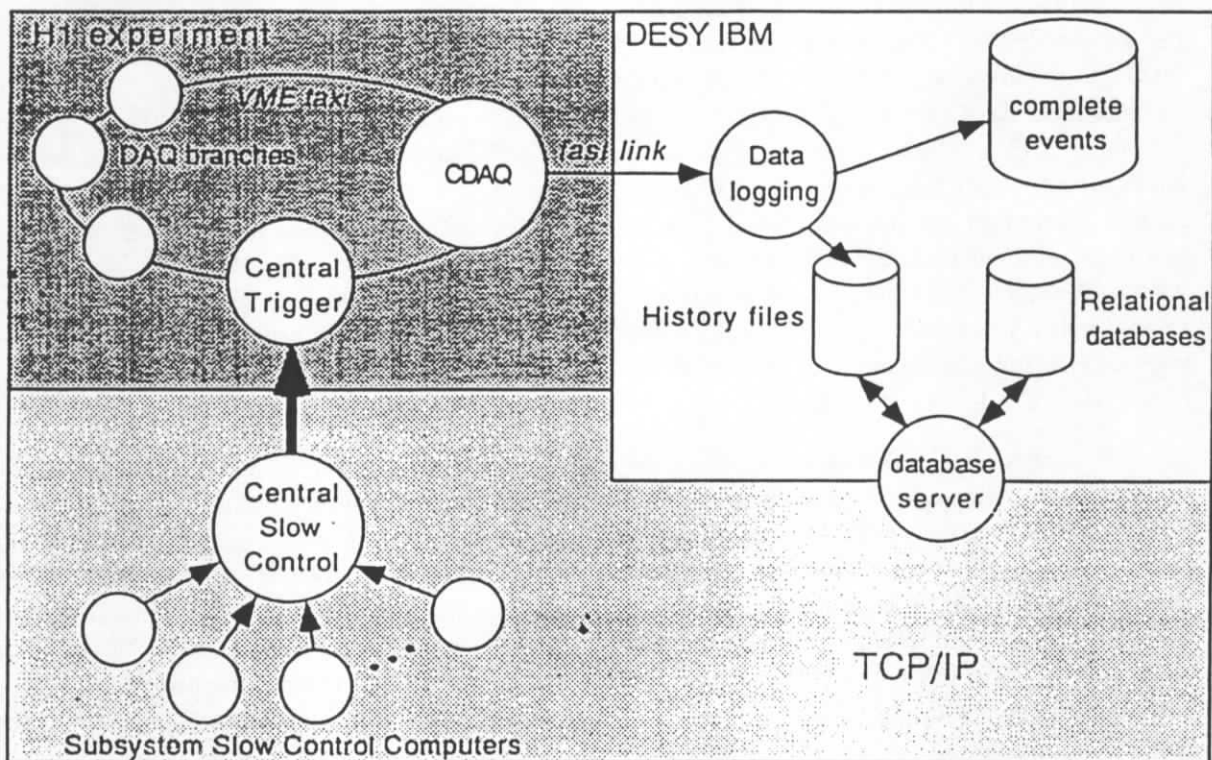 H1 experiment
VME taxi
DAQ branches
CDAQ
Central
Trigger
fast link
DESY IBM
Data
logging
complete
events
History files
Relational
databases
database
server
Central
Slow
Control
Subsystem Slow Control Computers
TCP/IP